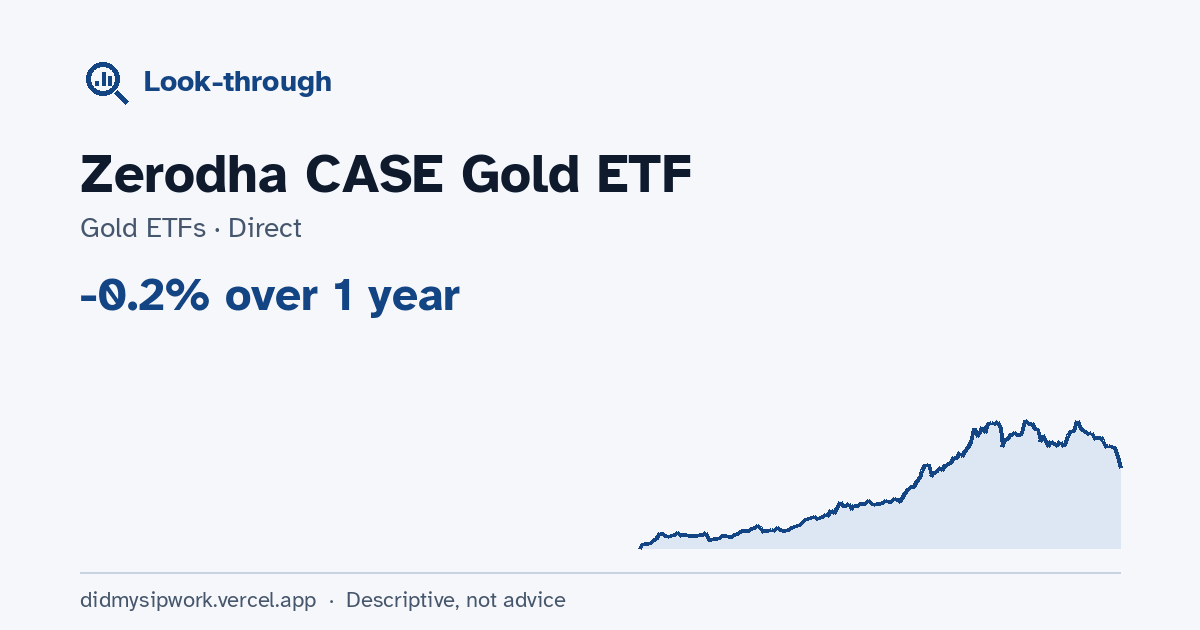 Look-through
Zerodha CASE Gold ETF
Gold ETFs · Direct
-0.2% over 1 year
didmysipwork.vercel.app · Descriptive, not advice